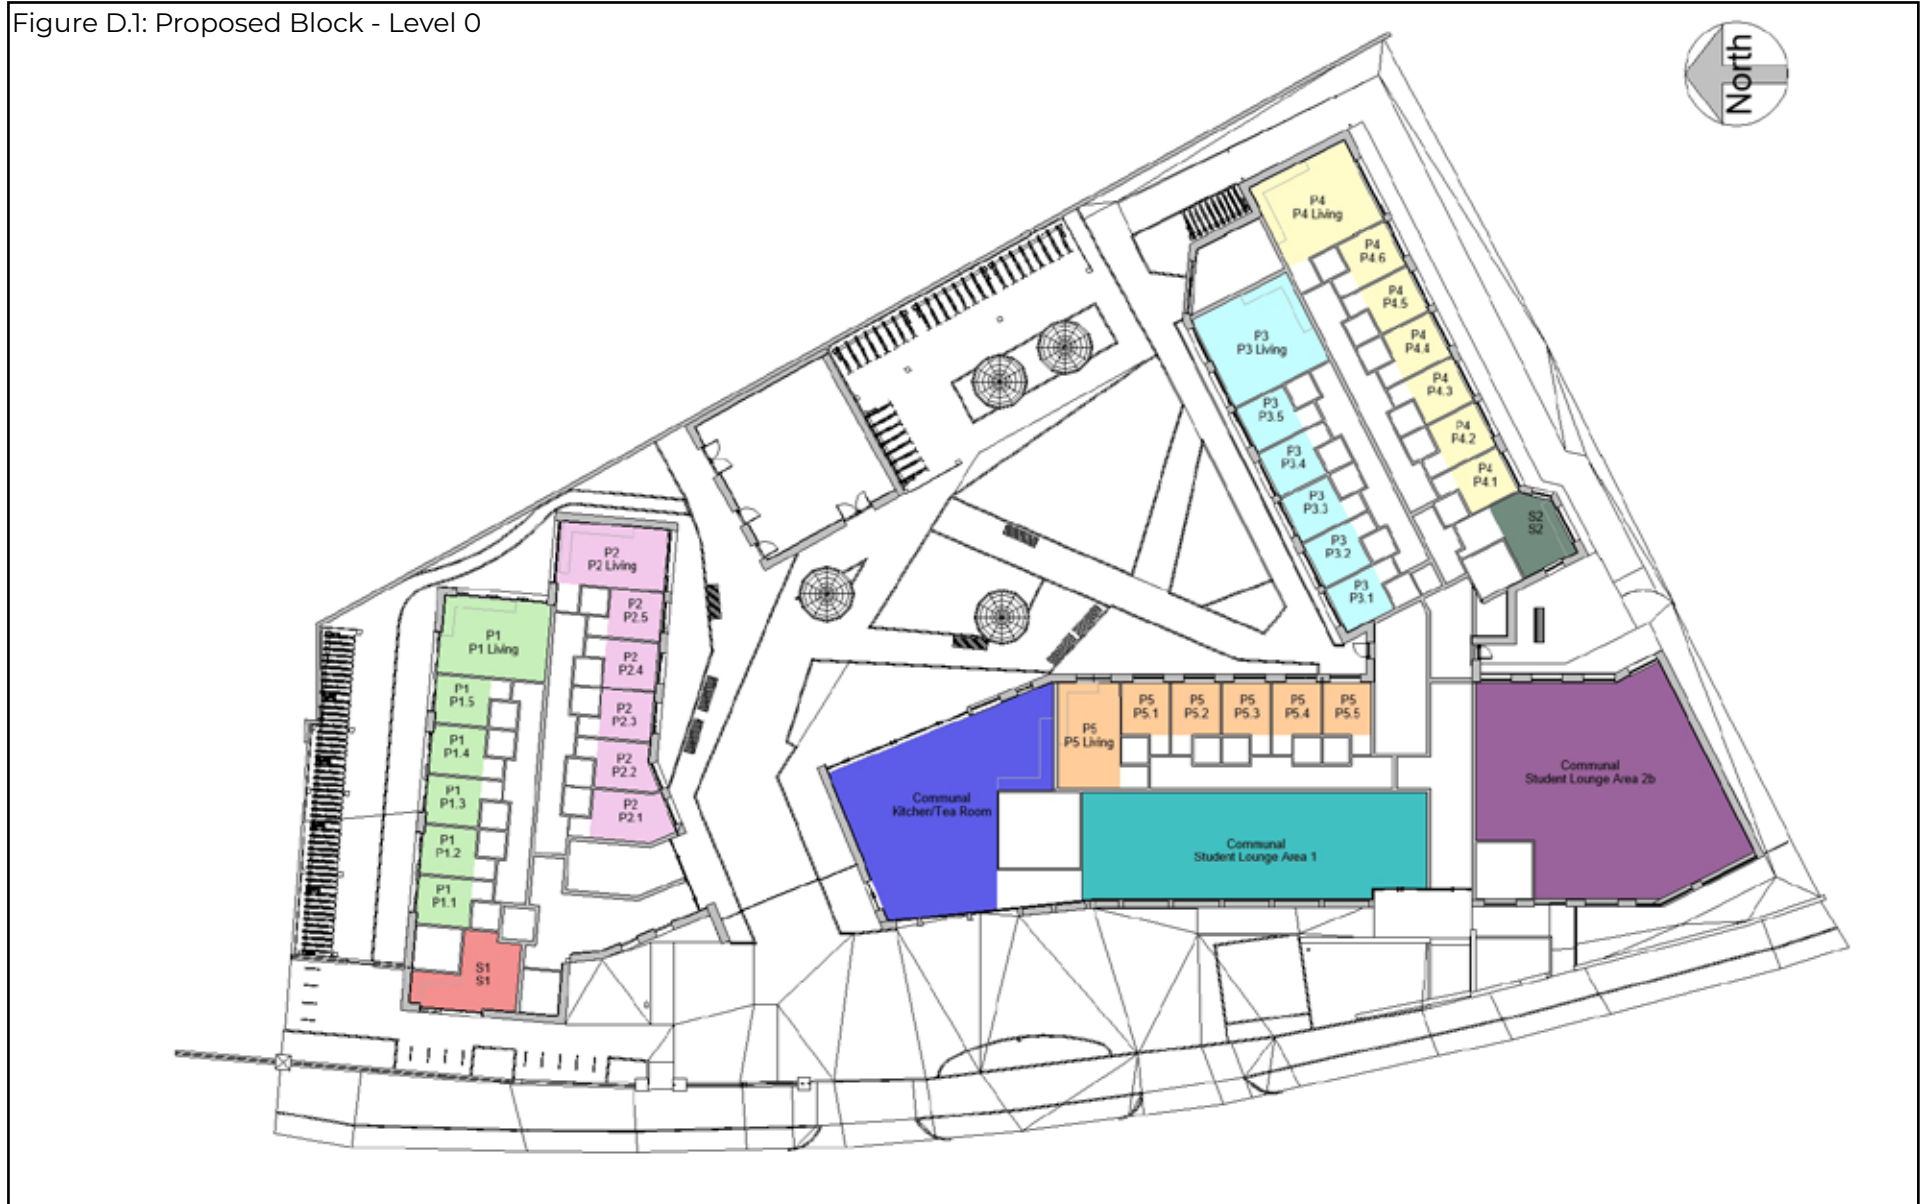 Figure D.1: Proposed Block - Level 0
North
P4
P4 Living
P4
P4.6
P4
P4.5
P4
P4.4
P4
P4.3
P4
P4.2
P4
P4.1
S2
S2
P3
P3 Living
P3
P3.5
P3
P3.4
P3
P3.3
P3
P3.2
P3
P3.1
P2
P2 Living
P2
P2.5
P2
P2.4
P2
P2.3
P2
P2.2
P2
P2.1
P1
P1 Living
P1
P1.5
P1
P1.4
P1
P1.3
P1
P1.2
P1
P1.1
S1
S1
P5
P5 Living
P5
P5.1
P5
P5.2
P5
P5.3
P5
P5.4
P5
P5.5
Communal
Kitchen/Tea Room
Communal
Student Lounge Area 1
Communal
Student Lounge Area 2b